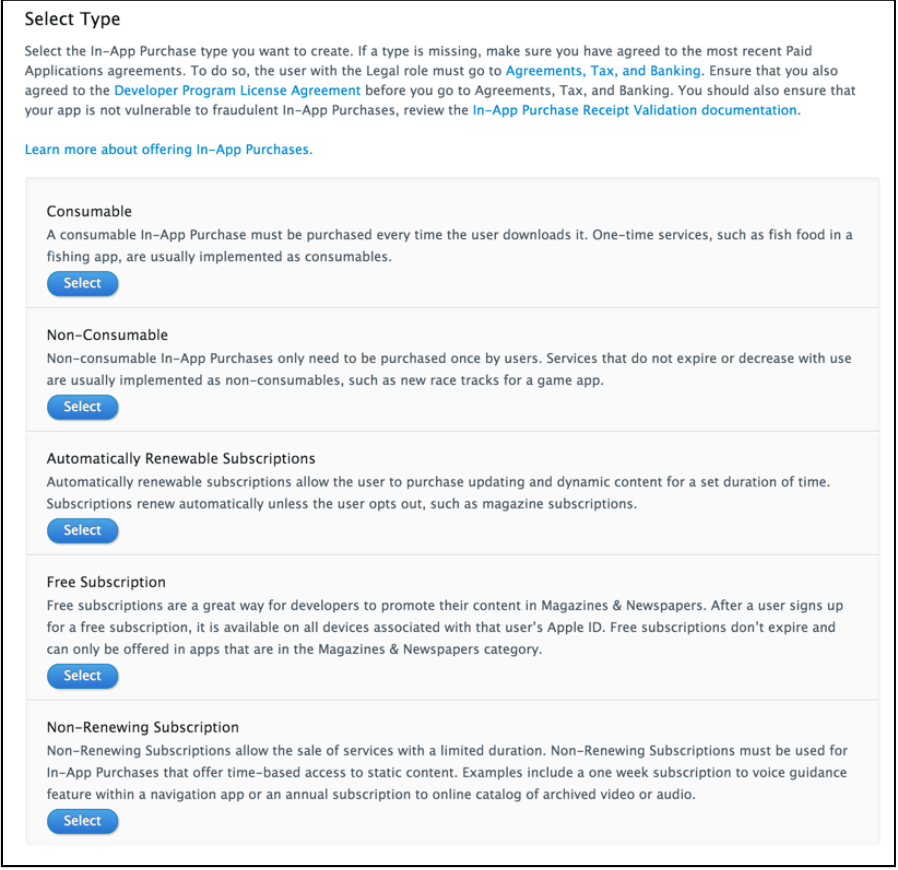 Select Type
Select the In-App Purchase type you want to create. If a type is missing, make sure you have agreed to the most recent Paid
Applications agreements. To do so, the user with the Legal role must go to Agreements, Tax, and Banking. Ensure that you also
agreed to the Developer Program License Agreement before you go to Agreements, Tax, and Banking. You should also ensure that
your app is not vulnerable to fraudulent In-App Purchases, review the In-App Purchase Receipt Validation documentation.
Learn more about offering In-App Purchases.
Consumable
A consumable In-App Purchase must be purchased every time the user downloads it. One-time services, such as fish food in a
fishing app, are usually implemented as consumables.
Select
Non-Consumable
Non-consumable In-App Purchases only need to be purchased once by users. Services that do not expire or decrease with use
are usually implemented as non-consumables, such as new race tracks for a game app.
Select
Automatically Renewable Subscriptions
Automatically renewable subscriptions allow the user to purchase updating and dynamic content for a set duration of time.
Subscriptions renew automatically unless the user opts out, such as magazine subscriptions.
Select
Free Subscription
Free subscriptions are a great way for developers to promote their content in Magazines & Newspapers. After a user signs up
for a free subscription, it is available on all devices associated with that user's Apple ID. Free subscriptions don't expire and
can only be offered in apps that are in the Magazines & Newspapers category.
Select
Non-Renewing Subscription
Non-Renewing Subscriptions allow the sale of services with a limited duration. Non-Renewing Subscriptions must be used for
In-App Purchases that offer time-based access to static content. Examples include a one week subscription to voice guidance
feature within a navigation app or an annual subscription to online catalog of archived video or audio.
Select